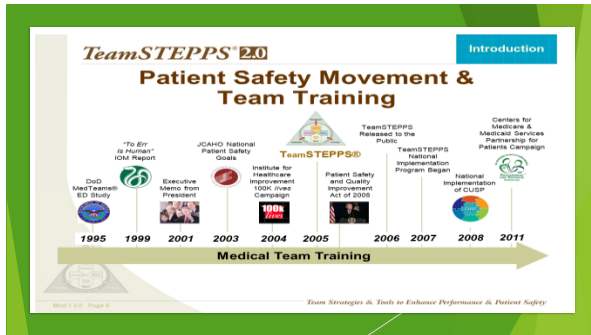 TeamSTEPPS® 2.0
Introduction
Patient Safety Movement &
Team Training
"To Err
is Human"
IOM Report
JCAHO National
Patient Safety
Goals
TeamSTEPPS®
TeamSTEPPS
Released to the
Public
TeamSTEPPS
National
Implementation
Program Began
Centers for
Medicare &
Medicaid Services
Partnership for
Patients Campaign
DoD
MedTeams®
ED Study
Executive
Memo from
President
Institute for
Healthcare
Improvement
100K lives
Campaign
Patient Safety
and Quality
Improvement
Act of 2005
National
Implementation
of CUSP
100k
lives
1995 1999 2001 2003 2004 2005 2006 2007 2008 2011
Medical Team Training
Team Strategies & Tools to Enhance Performance & Patient Safety